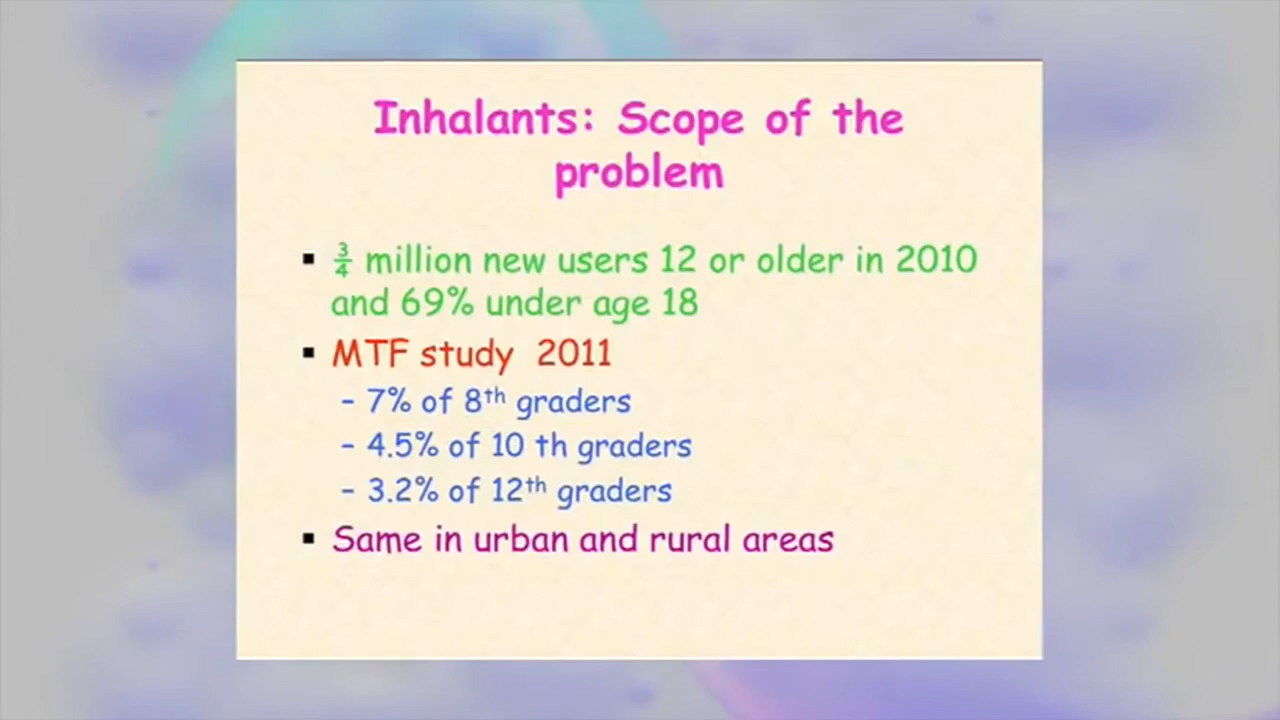 Inhalants: Scope of the
problem
▪ ¾ million new users 12 or older in 2010
and 69% under age 18
▪ MTF study 2011
– 7% of 8th graders
– 4.5% of 10 th graders
– 3.2% of 12th graders
▪ Same in urban and rural areas